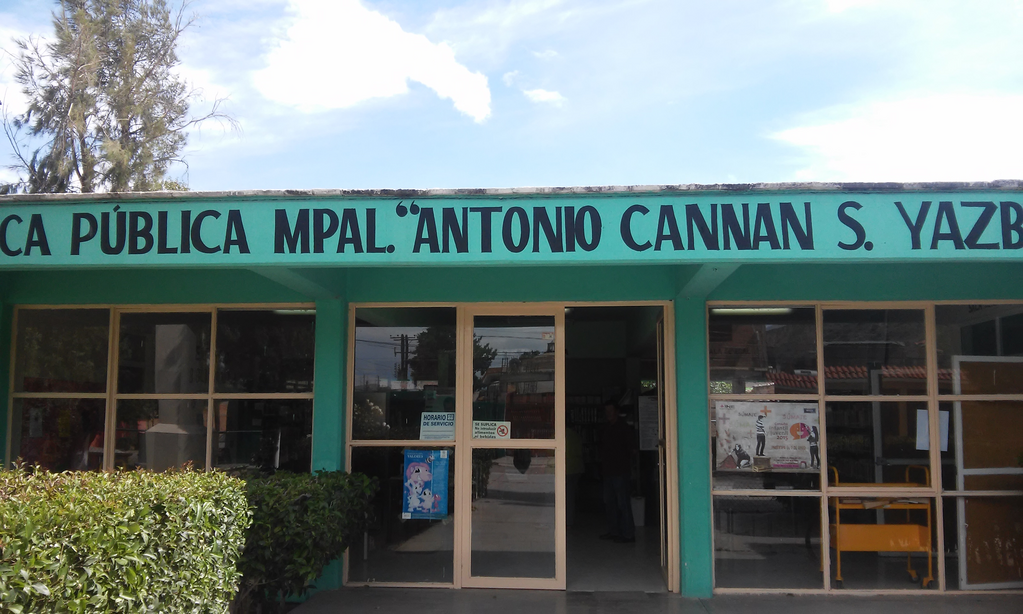 CA PÚBLICA MPAL. “ANTONIO CANNAN S. YAZB
HORARIO
DE SERVICIO
SE SUPLICA